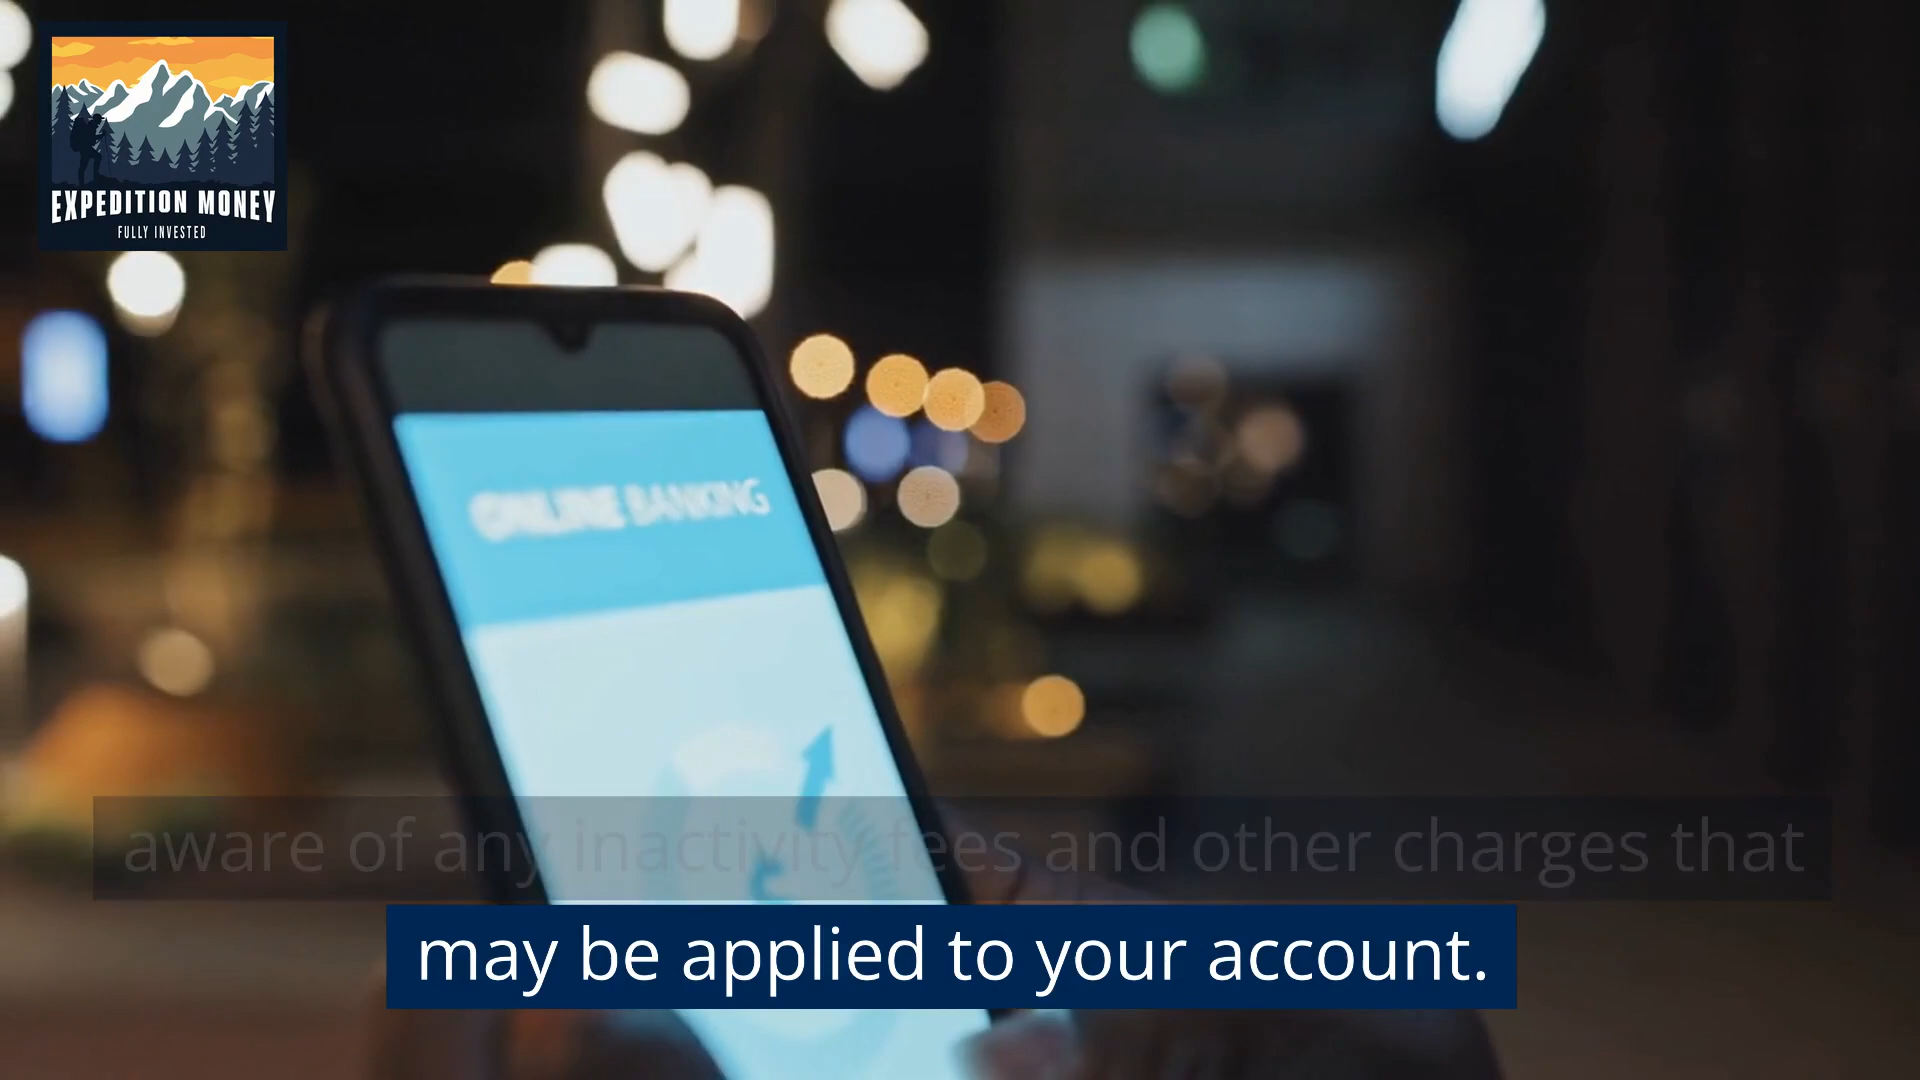 EXPEDITION MONEY
FULLY INVESTED
ONLINE BANKING
aware of any inactivity fees and other charges that
may be applied to your account.